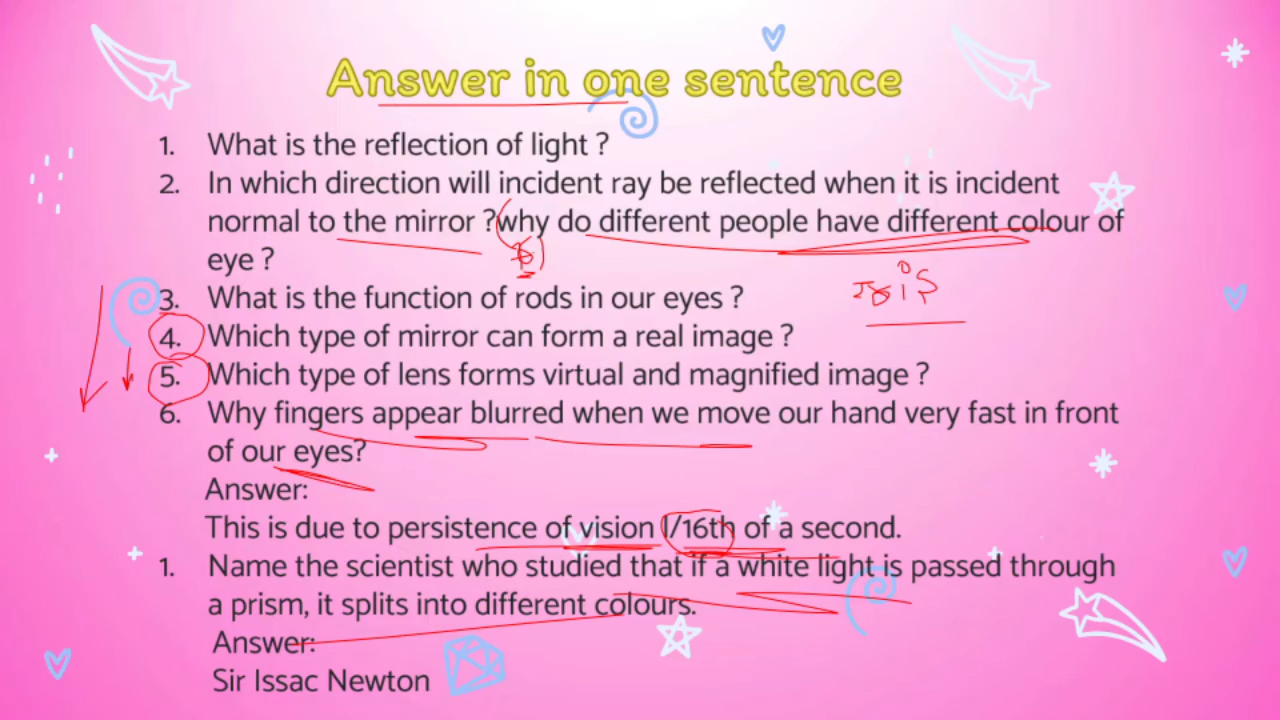 Answer in one sentence
1. What is the reflection of light ?
2. In which direction will incident ray be reflected when it is incident
normal to the mirror ?why do different people have different colour of
eye ?
3. What is the function of rods in our eyes ?
4. Which type of mirror can form a real image ?
5. Which type of lens forms virtual and magnified image ?
6. Why fingers appear blurred when we move our hand very fast in front
of our eyes?
Answer:
This is due to persistence of vision l/16th of a second.
1. Name the scientist who studied that if a white light is passed through
a prism, it splits into different colours.
Answer:
Sir Issac Newton